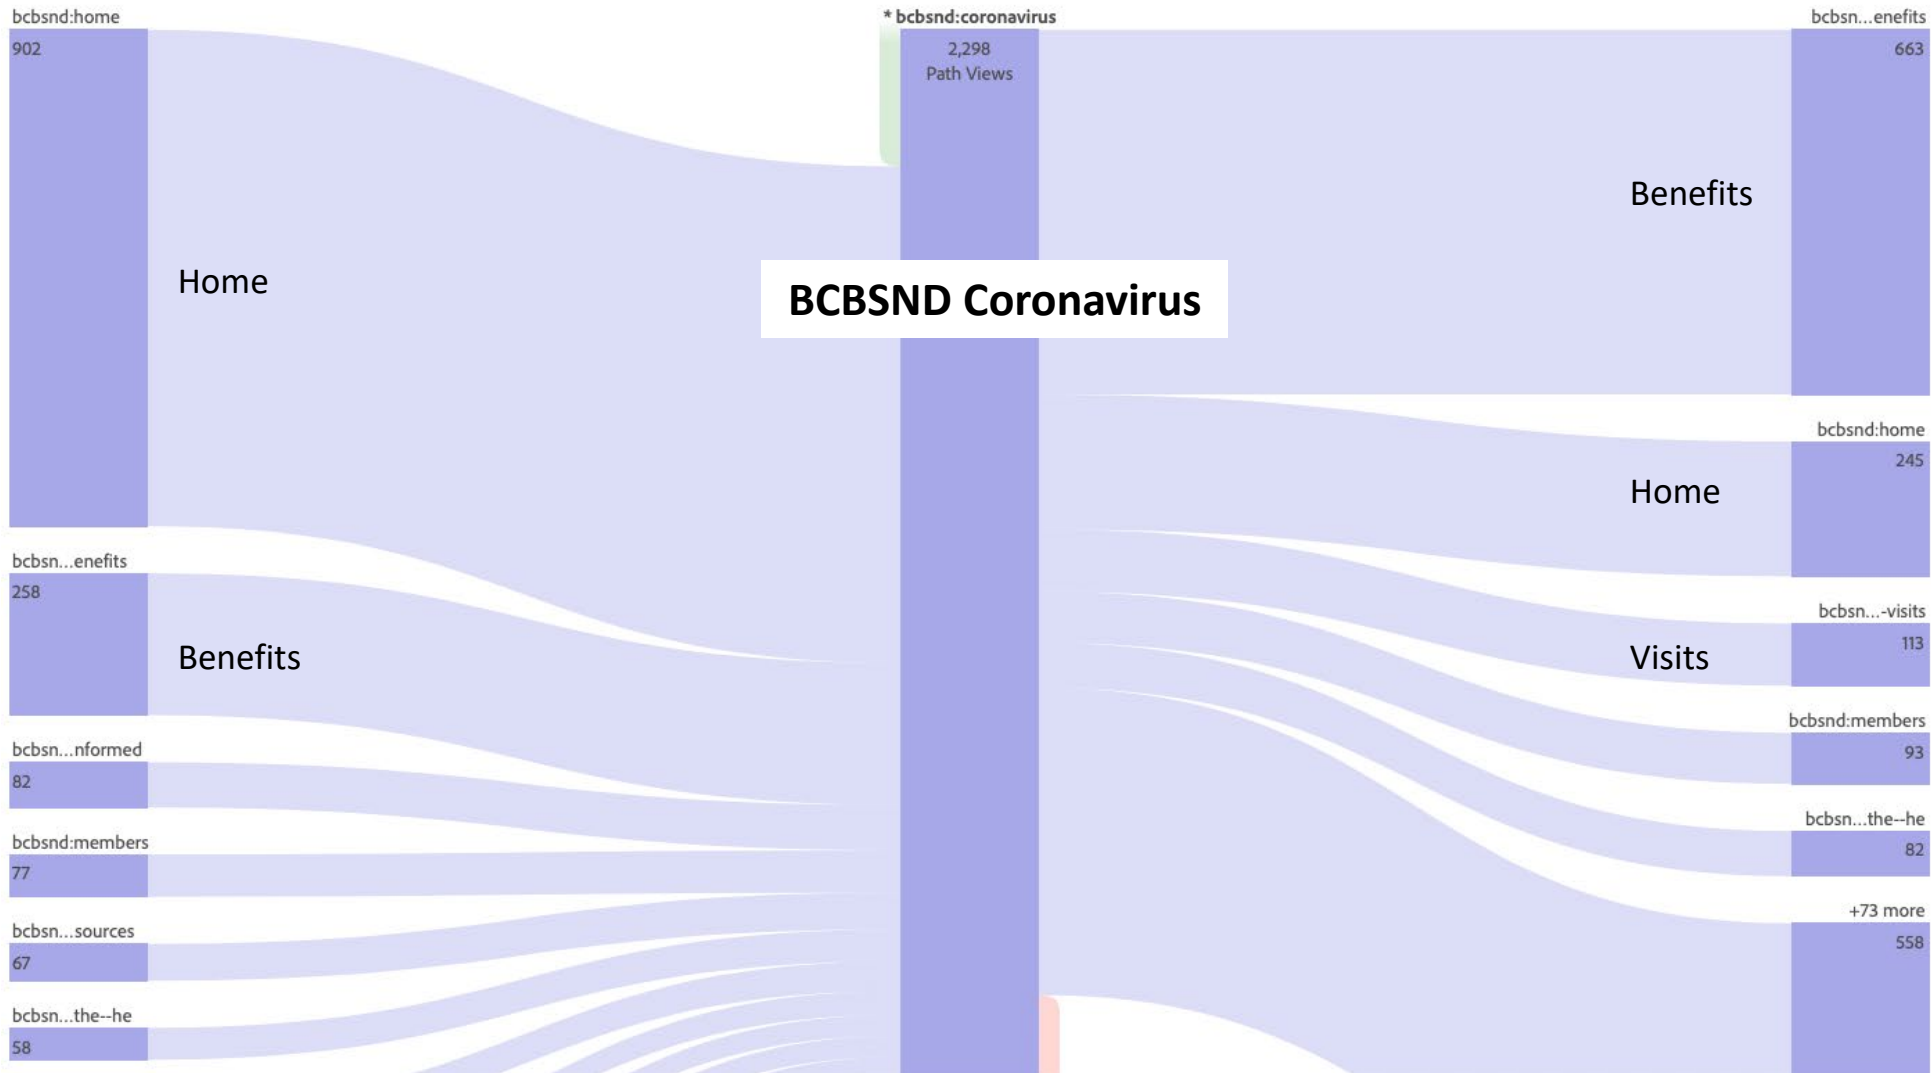 bcbsnd:home
902
Home
bcbsn...enefits
258
Benefits
bcbsn...nformed
82
bcbsnd:members
77
bcbsn...sources
67
bcbsn...the--he
58
* bcbsnd:coronavirus
2,298
Path Views
BCBSND Coronavirus
bcbsn...enefits
663
Benefits
bcbsnd:home
245
Home
bcbsn...-visits
113
Visits
bcbsnd:members
93
bcbsn...the--he
82
+73 more
558